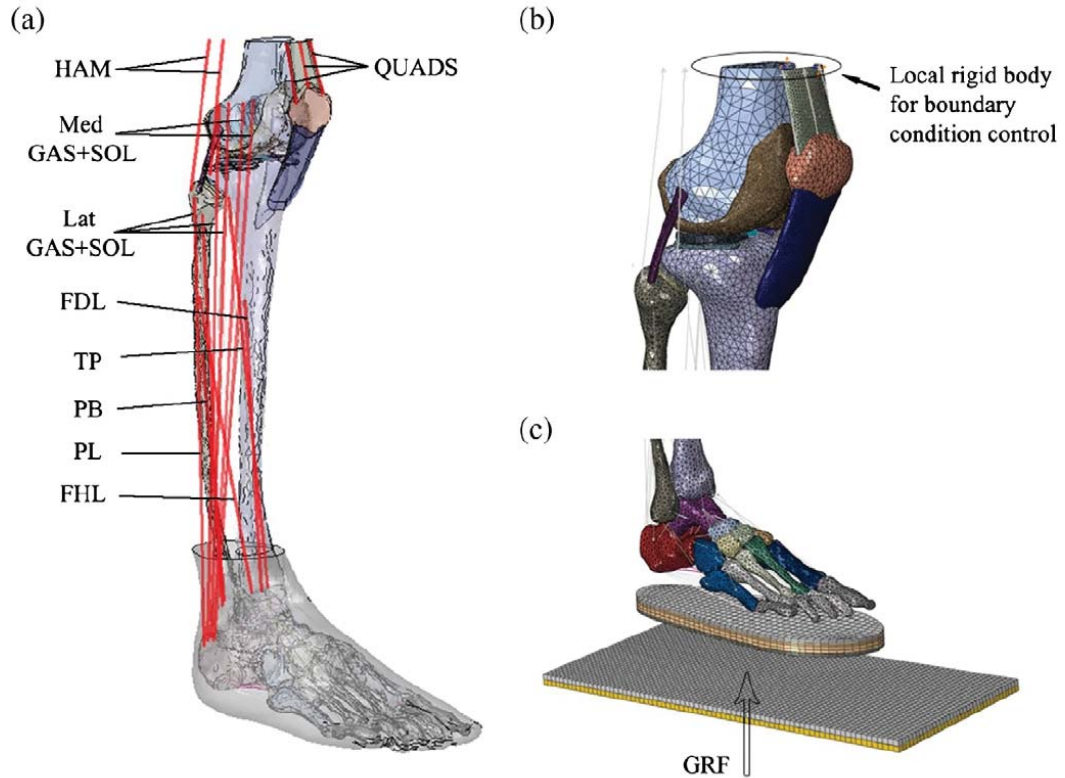 (a)
HAM
QUADS
Med
GAS+SOL
Lat
GAS+SOL
FDL
TP
PB
PL
FHL
(b)
Local rigid body
for boundary
condition control
(c)
GRF